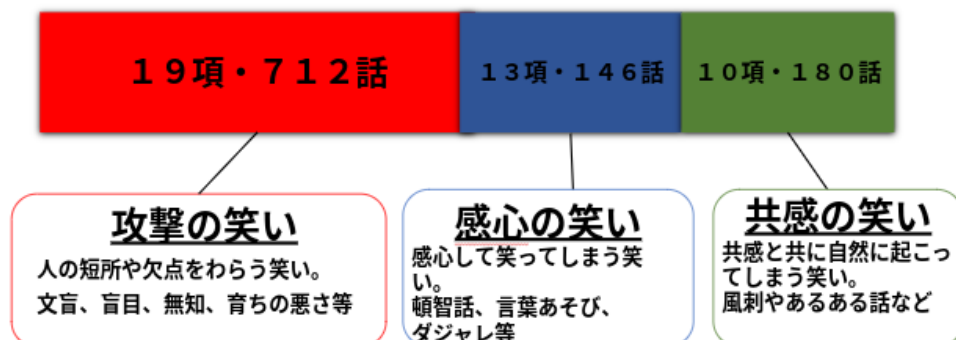 １９項・７１２話
１３項・１４６話
１０項・１８０話
攻撃の笑い
人の短所や欠点をわらう笑い。
文盲、盲目、無知、育ちの悪さ等
感心の笑い
感心して笑ってしまう笑
い。
頓智話、言葉あそび、
ダジャレ等
共感の笑い
共感と共に自然に起こっ
てしまう笑い。
風刺やあるある話など